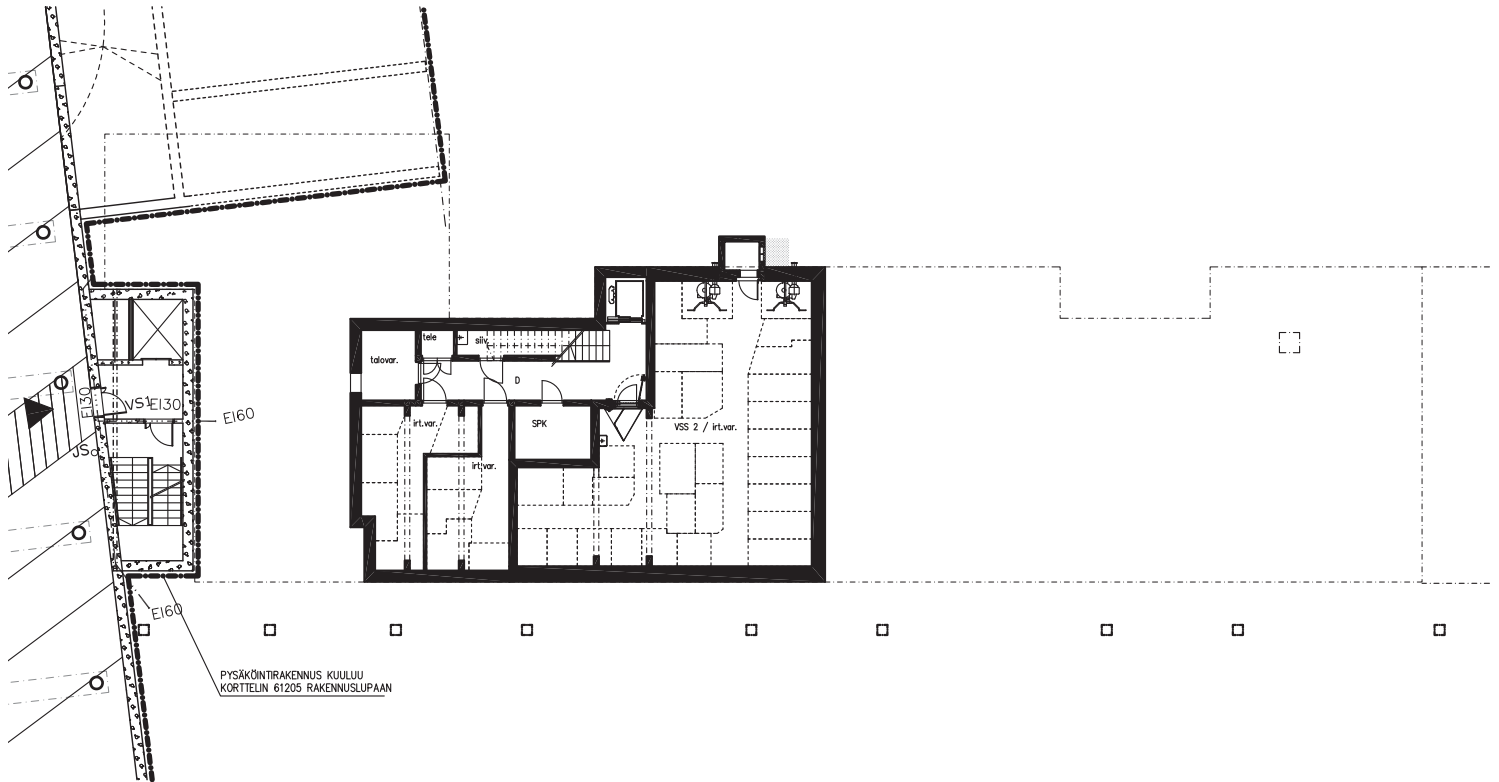 tele
siiv.
talovar.
D
EI30
VS1
EI30
EI60
irt.var.
SPK
VSS 2 / irt.var.
irt.var.
EI60
PYSÄKÖINTIRAKENNUS KUULUU
KORTTELIN 61205 RAKENNUSLUPAAN